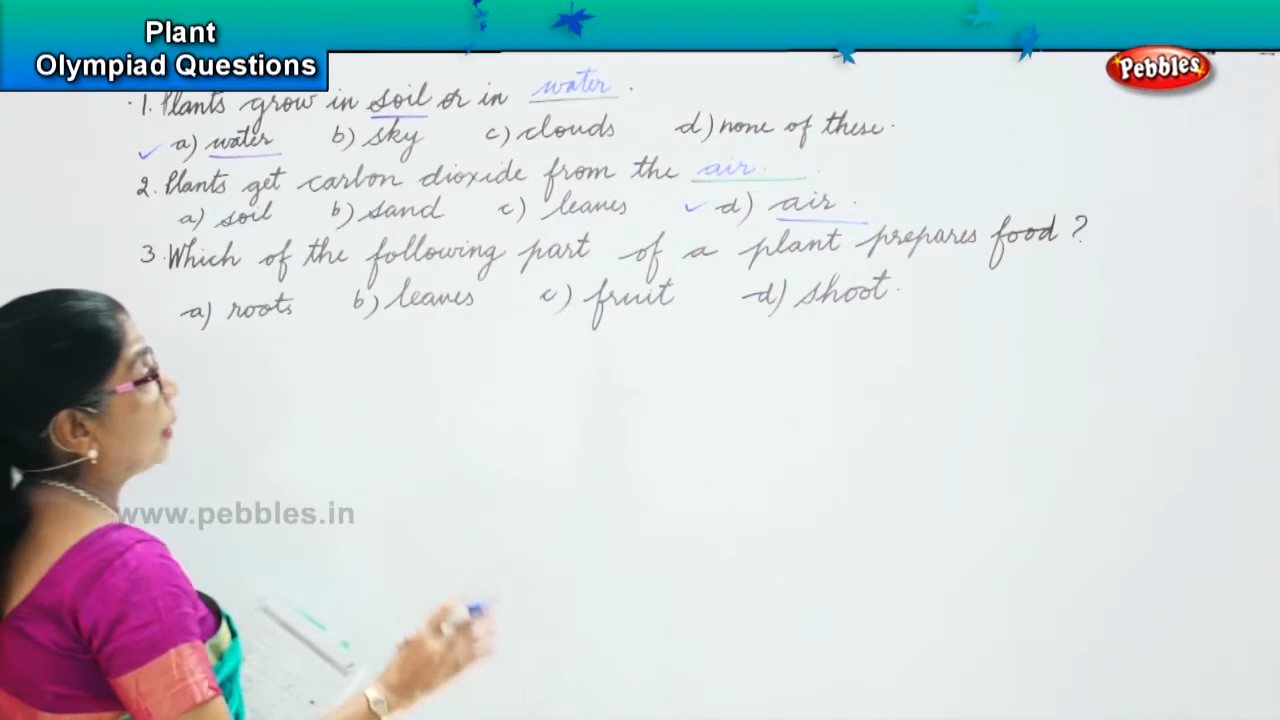 Plant
Olympiad Questions
Pebbles
1. Plants grow in soil or in water.
a) water b) sky c) clouds d) none of these.
2. Plants get carbon dioxide from the air.
a) soil b) sand c) leaves d) air.
3. Which of the following part of a plant prepares food?
a) roots b) leaves c) fruit d) shoot.
www.pebbles.in